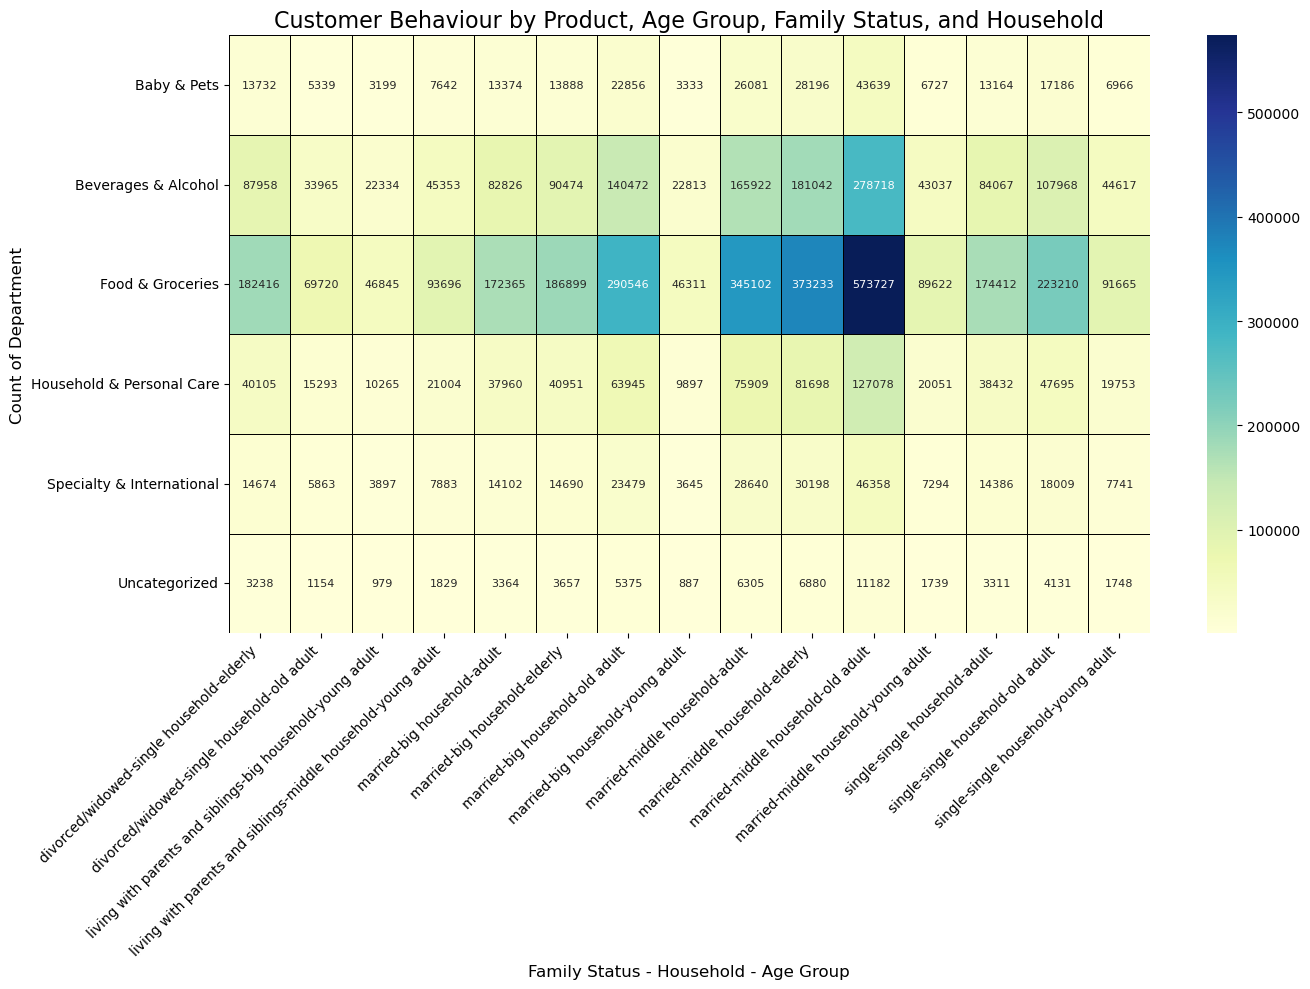 Customer Behaviour by Product, Age Group, Family Status, and Household
Count of Department
Baby & Pets 13732 5339 3199 7642 13374 13888 22856 3333 26081 28196 43639 6727 13164 17186 6966
Beverages & Alcohol 87958 33965 22334 45353 82826 90474 140472 22813 165922 181042 278718 43037 84067 107968 44617
Food & Groceries 182416 69720 46845 93696 172365 186899 290546 46311 345102 373233 573727 89622 174412 223210 91665
Household & Personal Care 40105 15293 10265 21004 37960 40951 63945 9897 75909 81698 127078 20051 38432 47695 19753
Specialty & International 14674 5863 3897 7883 14102 14690 23479 3645 28640 30198 46358 7294 14386 18009 7741
Uncategorized 3238 1154 979 1829 3364 3657 5375 887 6305 6880 11182 1739 3311 4131 1748
divorced/widowed-single household-elderly
divorced/widowed-single household-old adult
living with parents and siblings-big household-young adult
living with parents and siblings-middle household-young adult
married-big household-adult
married-big household-elderly
married-big household-old adult
married-big household-young adult
married-middle household-adult
married-middle household-elderly
married-middle household-old adult
married-middle household-young adult
single-single household-adult
single-single household-old adult
single-single household-young adult
Family Status - Household - Age Group
500000
400000
300000
200000
100000